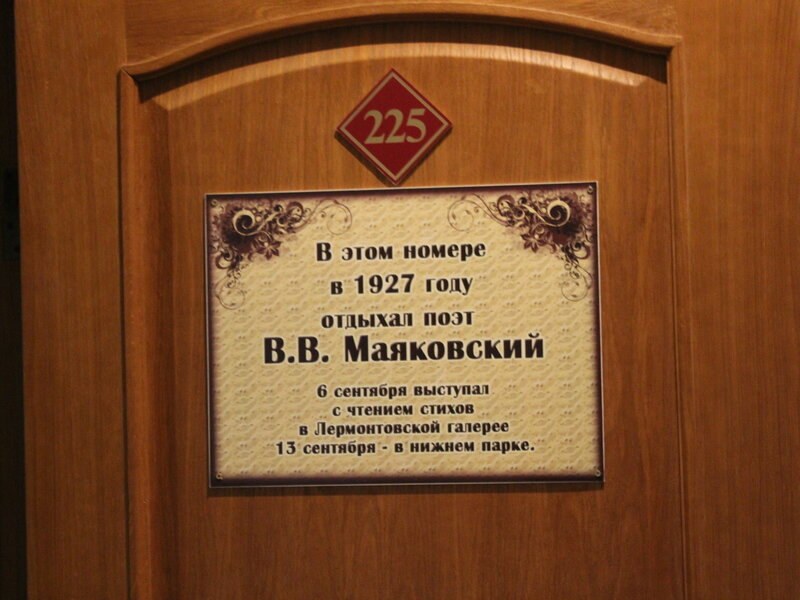 225
В этом номере
в 1927 году
отдыхал поэт
В.В. Маяковский
6 сентября выступал
с чтением стихов
в Лермонтовской галерее
13 сентября - в нижнем парке.